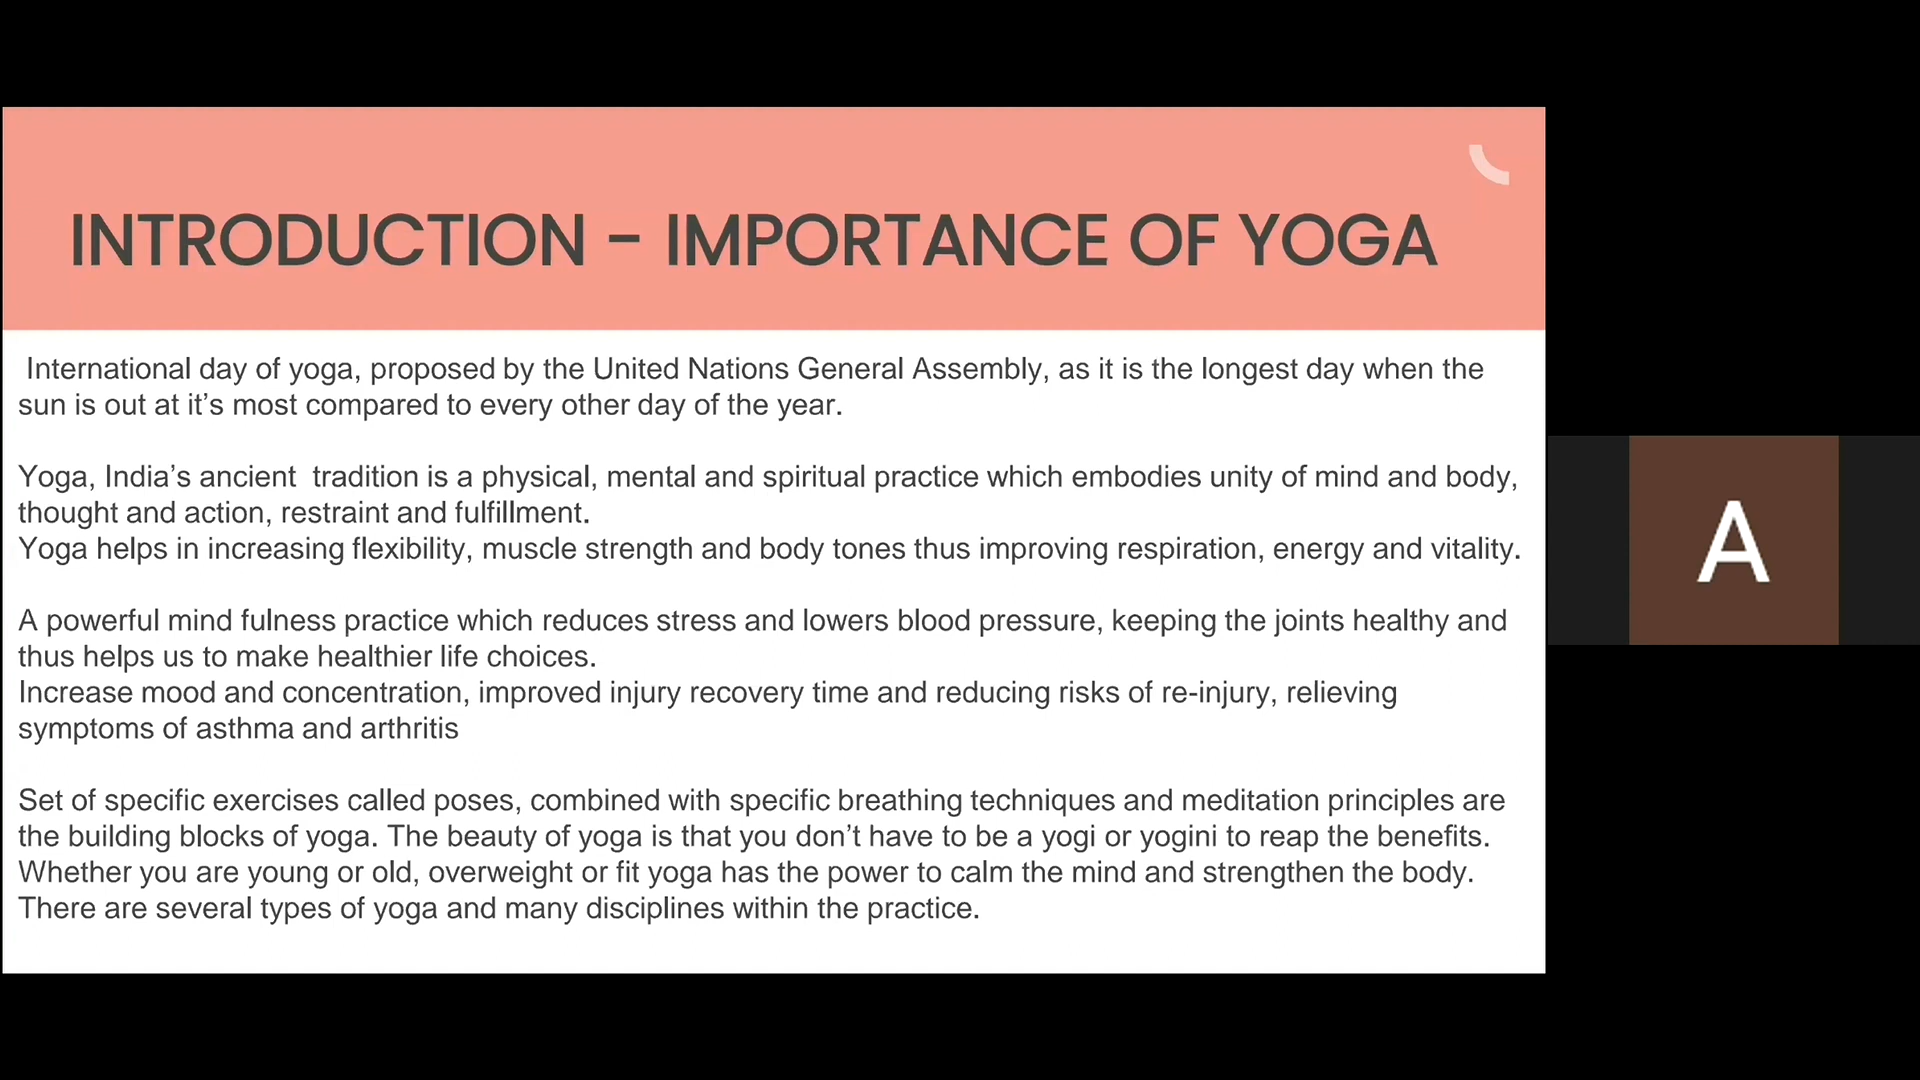 INTRODUCTION - IMPORTANCE OF YOGA
International day of yoga, proposed by the United Nations General Assembly, as it is the longest day when the
sun is out at it’s most compared to every other day of the year.
Yoga, India’s ancient  tradition is a physical, mental and spiritual practice which embodies unity of mind and body,
thought and action, restraint and fulfillment.
Yoga helps in increasing flexibility, muscle strength and body tones thus improving respiration, energy and vitality.
A powerful mind fulness practice which reduces stress and lowers blood pressure, keeping the joints healthy and
thus helps us to make healthier life choices.
Increase mood and concentration, improved injury recovery time and reducing risks of re-injury, relieving
symptoms of asthma and arthritis
Set of specific exercises called poses, combined with specific breathing techniques and meditation principles are
the building blocks of yoga. The beauty of yoga is that you don’t have to be a yogi or yogini to reap the benefits.
Whether you are young or old, overweight or fit yoga has the power to calm the mind and strengthen the body.
There are several types of yoga and many disciplines within the practice.
A